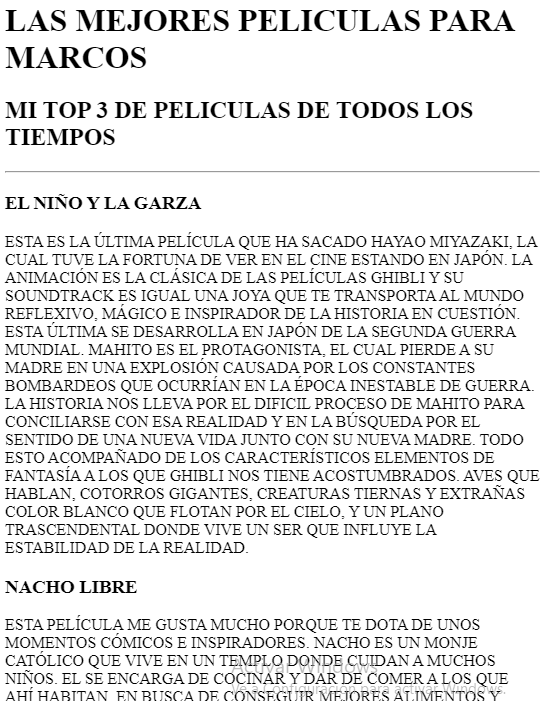 LAS MEJORES PELICULAS PARA
MARCOS
MI TOP 3 DE PELICULAS DE TODOS LOS
TIEMPOS
EL NIÑO Y LA GARZA
ESTA ES LA ÚLTIMA PELÍCULA QUE HA SACADO HAYAO MIYAZAKI, LA
CUAL TUVE LA FORTUNA DE VER EN EL CINE ESTANDO EN JAPÓN. LA
ANIMACIÓN ES LA CLÁSICA DE LAS PELÍCULAS GHIBLI Y SU
SOUNDTRACK ES IGUAL UNA JOYA QUE TE TRANSPORTA AL MUNDO
REFLEXIVO, MÁGICO E INSPIRADOR DE LA HISTORIA EN CUESTIÓN.
ESTA ÚLTIMA SE DESARROLLA EN JAPÓN DE LA SEGUNDA GUERRA
MUNDIAL. MAHITO ES EL PROTAGONISTA, EL CUAL PIERDE A SU
MADRE EN UNA EXPLOSIÓN CAUSADA POR LOS CONSTANTES
BOMBARDEOS QUE OCURRÍAN EN LA ÉPOCA INESTABLE DE GUERRA.
LA HISTORIA NOS LLEVA POR EL DIFICIL PROCESO DE MAHITO PARA
CONCILIARSE CON ESA REALIDAD Y EN LA BÚSQUEDA POR EL
SENTIDO DE UNA NUEVA VIDA JUNTO CON SU NUEVA MADRE. TODO
ESTO ACOMPAÑADO DE LOS CARACTERÍSTICOS ELEMENTOS DE
FANTASÍA A LOS QUE GHIBLI NOS TIENE ACOSTUMBRADOS. AVES QUE
HABLAN, COTORROS GIGANTES, CREATURAS TIERNAS Y EXTRAÑAS
COLOR BLANCO QUE FLOTAN POR EL CIELO, Y UN PLANO
TRASCENDENTAL DONDE VIVE UN SER QUE INFLUYE LA
ESTABILIDAD DE LA REALIDAD.
NACHO LIBRE
ESTA PELÍCULA ME GUSTA MUCHO PORQUE TE DOTA DE UNOS
MOMENTOS CÓMICOS E INSPIRADORES. NACHO ES UN MONJE
CATÓLICO QUE VIVE EN UN TEMPLO DONDE CUIDAN A MUCHOS
NIÑOS. EL SE ENCARGA DE COCINAR Y DAR DE COMER A LOS QUE
AHÍ HABITAN. EN BUSCA DE CONSEGUIR MEJORES ALIMENTOS Y
Activar Windows
Ve a Configuración para activar Windows.